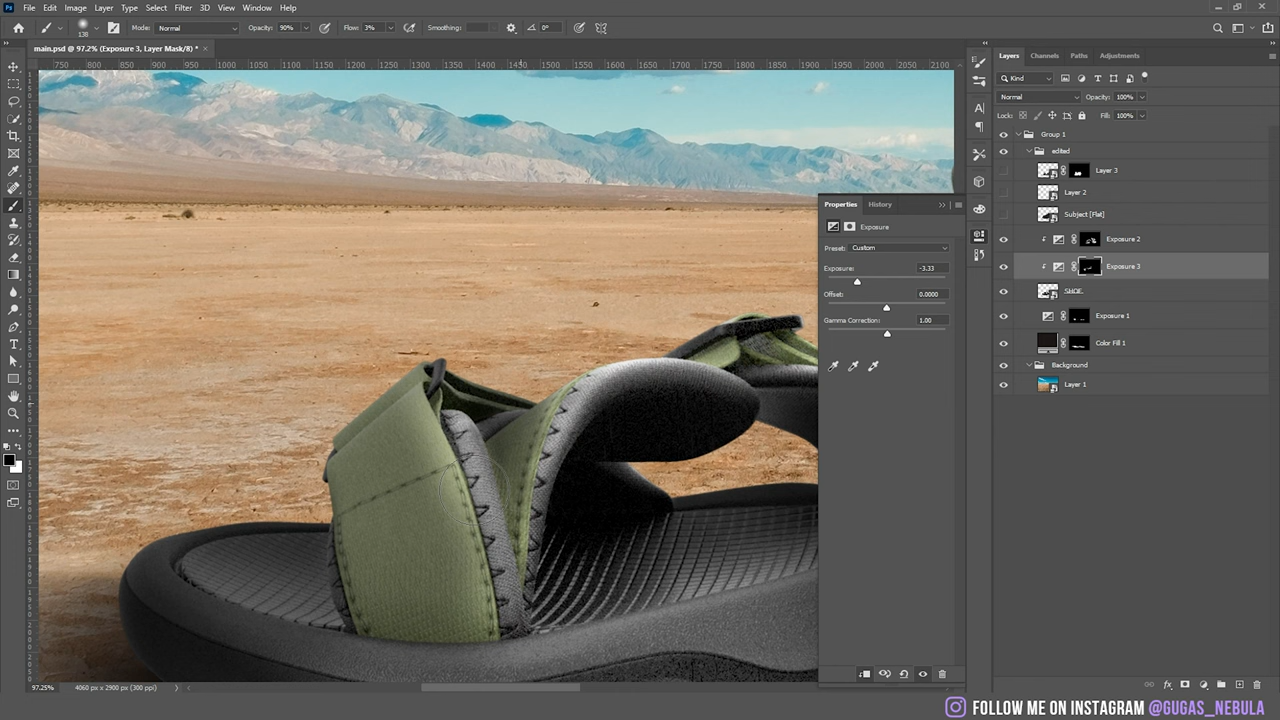 Ps File Edit Image Layer Type Select Filter 3D View Window Help
138 Mode: Normal Opacity: 90% Flow: 3% Smoothing: 0°
main.psd @ 97.2% (Exposure 3, Layer Mask/8) * ×
750 800 850 900 950 1000 1050 1100 1150 1200 1250 1300 1350 1400 1450 1500 1550 1600 1650 1700 1750 1800 1850 1900 1950 2000 2050 2100
Layers Channels Paths Adjustments
Kind
Normal Opacity: 100%
Lock: Fill: 100%
Group 1
edited
Layer 3
Layer 2
Subject [Flat]
Exposure 2
Exposure 3
SHOE
Exposure 1
Color Fill 1
Background
Layer 1
Properties History
Exposure
Preset: Custom
Exposure: -3.33
Offset: 0.0000
Gamma Correction: 1.00
97.25% 4060 px x 2900 px (300 ppi)
FOLLOW ME ON INSTAGRAM @GUGAS_NEBULA